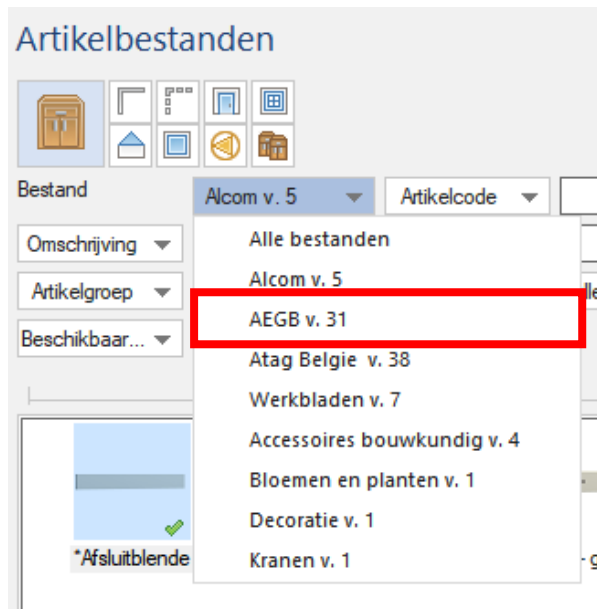 Artikelbestanden
Bestand
Alcom v. 5
Artikelcode
Omschrijving
Artikelgroep
Beschikbaar...
Alle bestanden
Alcom v. 5
AEGB v. 31
Atag Belgie v. 38
Werkbladen v. 7
Accessoires bouwkundig v. 4
Bloemen en planten v. 1
Decoratie v. 1
Kranen v. 1
*Afsluitblende